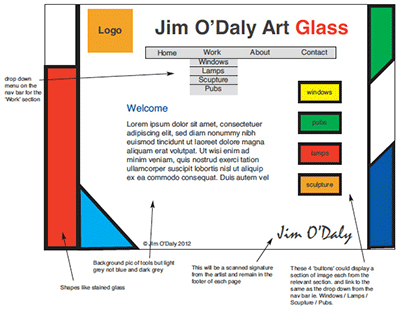 Logo
Jim O'Daly Art Glass
Home Work About Contact
Windows
Lamps
Scupture
Pubs
drop down
menu on the
nav bar for the
'Work' section
Welcome
Lorem ipsum dolor sit amet, consectetuer
adipiscing elit, sed diam nonummy nibh
euismod tincidunt ut laoreet dolore magna
aliquam erat volutpat. Ut wisi enim ad
minim veniam, quis nostrud exerci tation
ullamcorper suscipit lobortis nisl ut aliquip
ex ea commodo consequat. Duis autem vel
windows
pubs
lamps
sculpture
© Jim O'Daly 2012
Jim O'Daly
Shapes like stained glass
Background pic of tools but light
grey not blue and dark grey
This will be a scanned signature
from the artist and remain in the
footer of each page
These 4 'buttons' could display a
section of image each from the
relevant section. and link to the
same as the drop down from the
nav bar ie. Windows / Lamps /
Scupture / Pubs.